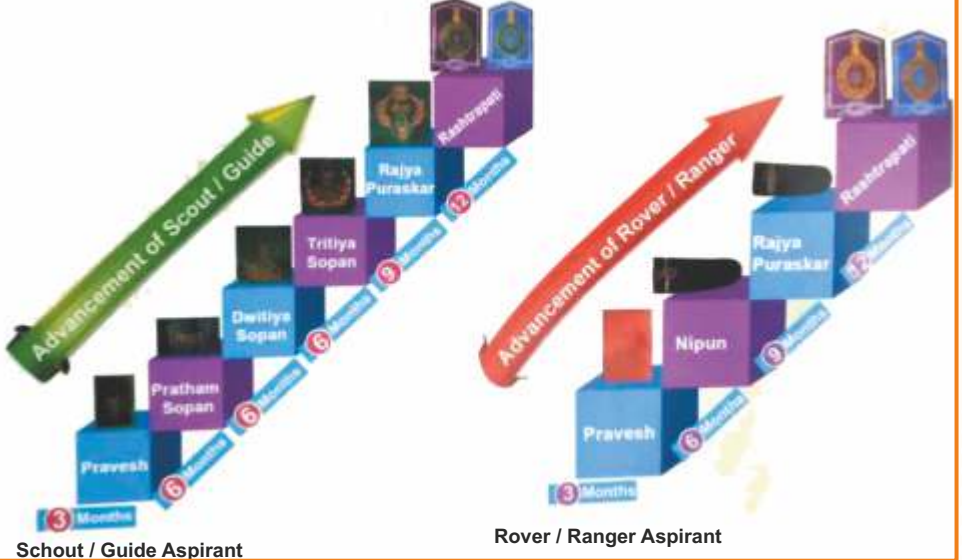 Advancement of Scout / Guide
Pravesh
Pratham
Sopan
Dwitiya
Sopan
Tritiya
Sopan
Rajya
Puraskar
Rashtrapati
3 Months
6 Months
6 Months
6 Months
9 Months
12 Months
Schout / Guide Aspirant
Advancement of Rover / Ranger
Pravesh
Nipun
Rajya
Puraskar
Rashtrapati
3 Months
6 Months
9 Months
12 Months
Rover / Ranger Aspirant